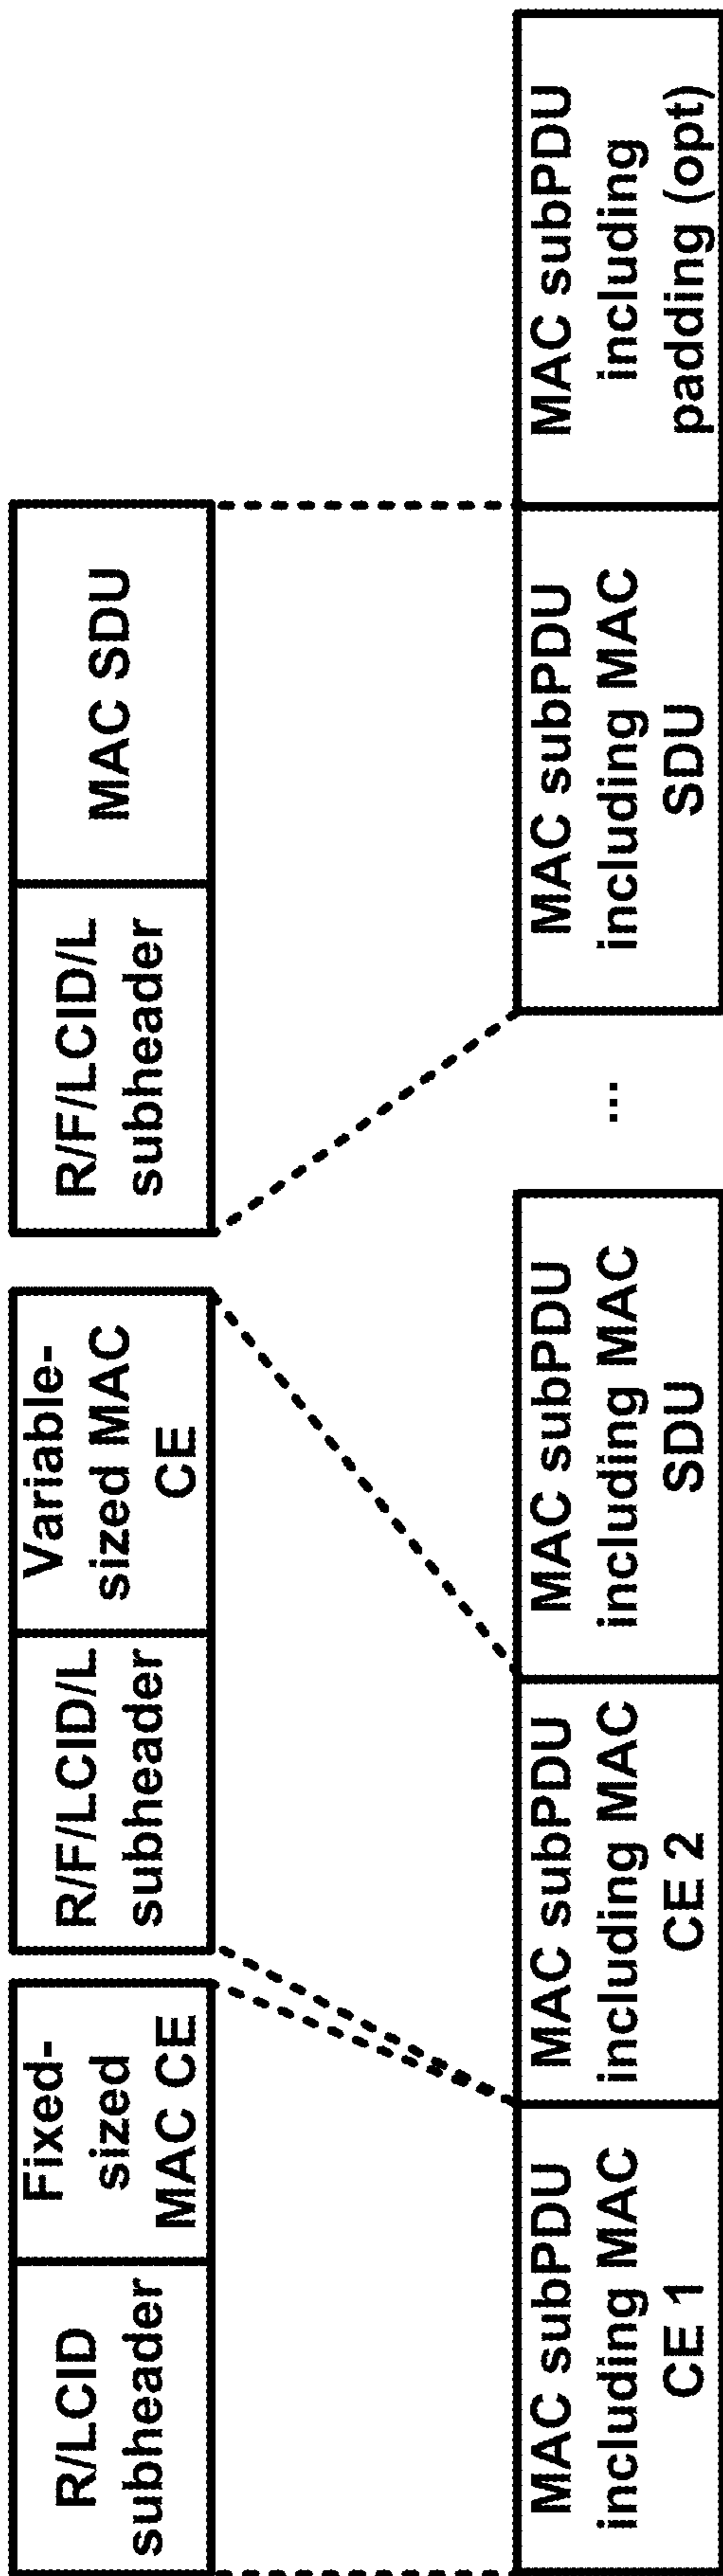 R/LCID
subheader
Fixed-
sized
MAC CE
R/F/LCID/L
subheader
Variable-
sized MAC
CE
R/F/LCID/L
subheader
MAC SDU
MAC subPDU
including MAC
CE 1
MAC subPDU
including MAC
CE 2
MAC subPDU
including MAC
SDU
...
MAC subPDU
including MAC
SDU
MAC subPDU
including
padding (opt)